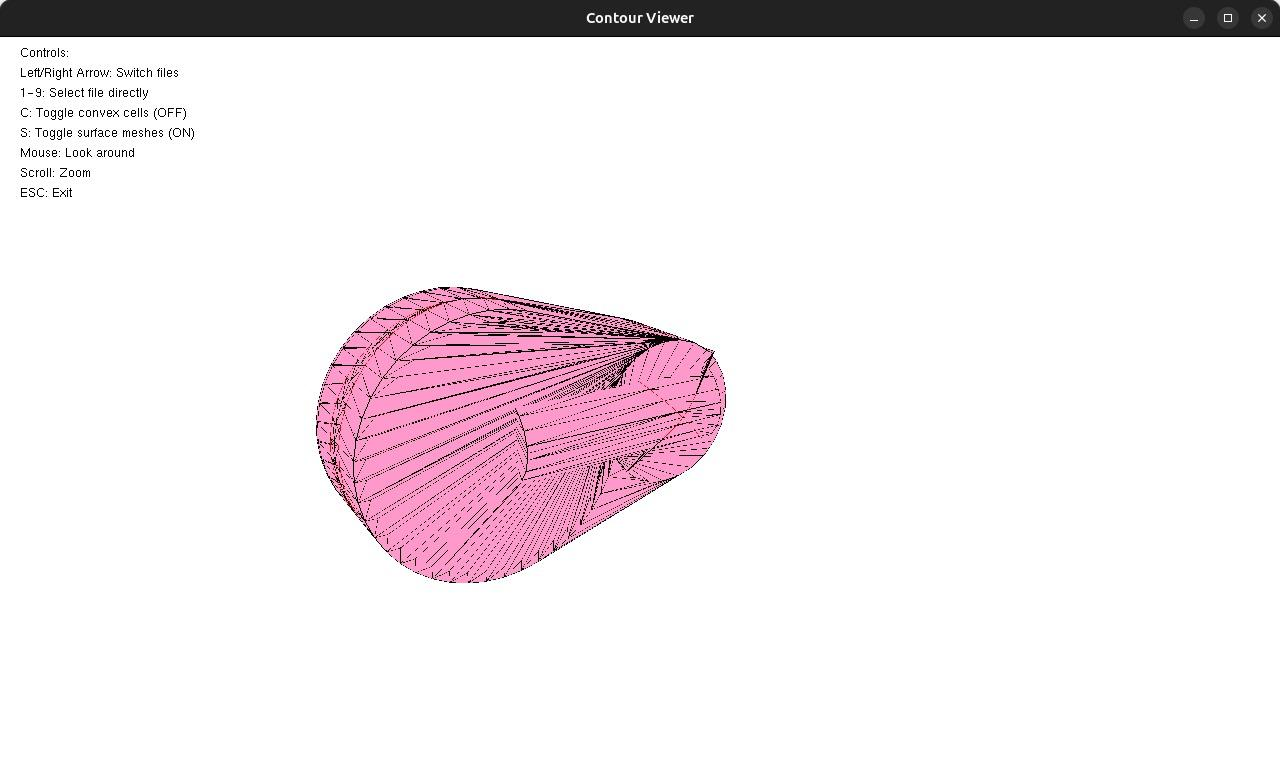 Contour Viewer
Controls:
Left/Right Arrow: Switch files
1-9: Select file directly
C: Toggle convex cells (OFF)
S: Toggle surface meshes (ON)
Mouse: Look around
Scroll: Zoom
ESC: Exit